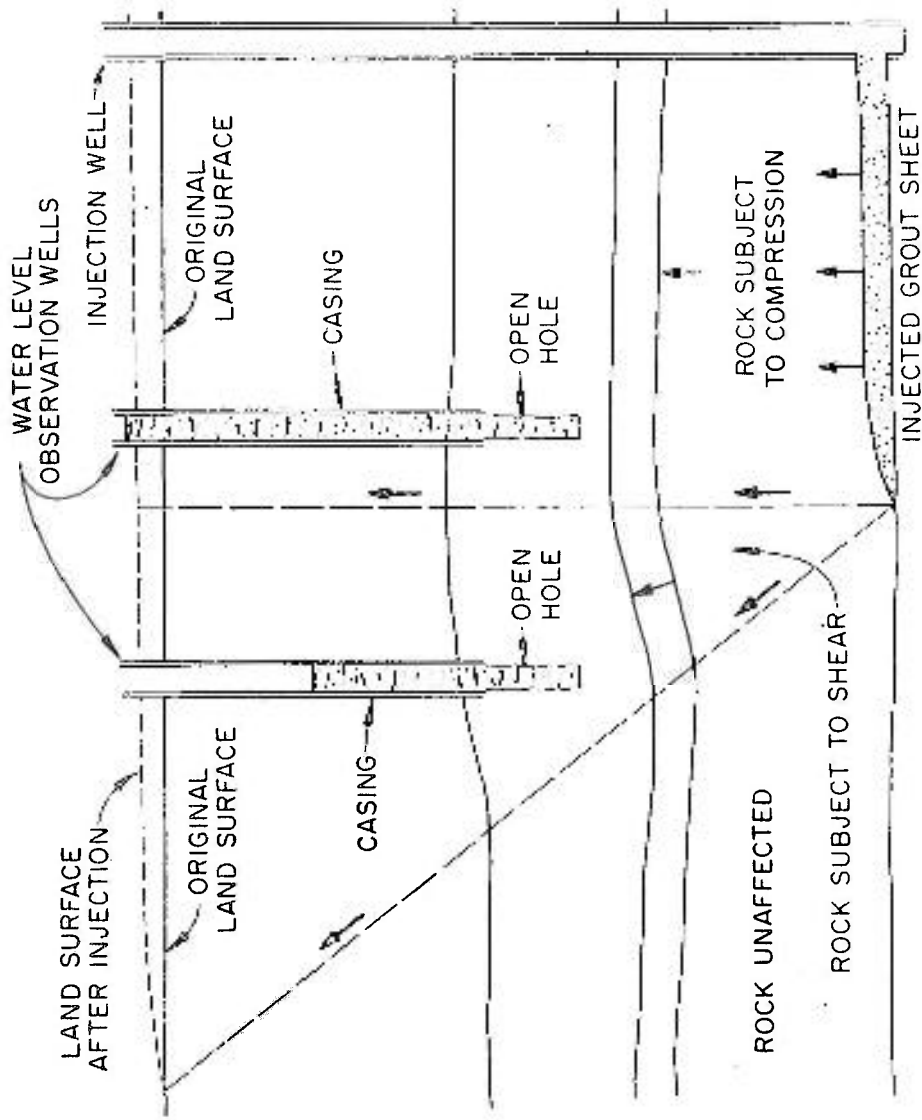 WATER LEVEL
OBSERVATION WELLS
INJECTION WELL
LAND SURFACE
AFTER INJECTION
ORIGINAL
LAND SURFACE
ORIGINAL
LAND SURFACE
CASING
CASING
OPEN
HOLE
OPEN
HOLE
ROCK SUBJECT
TO COMPRESSION
ROCK UNAFFECTED
ROCK SUBJECT TO SHEAR
INJECTED GROUT SHEET